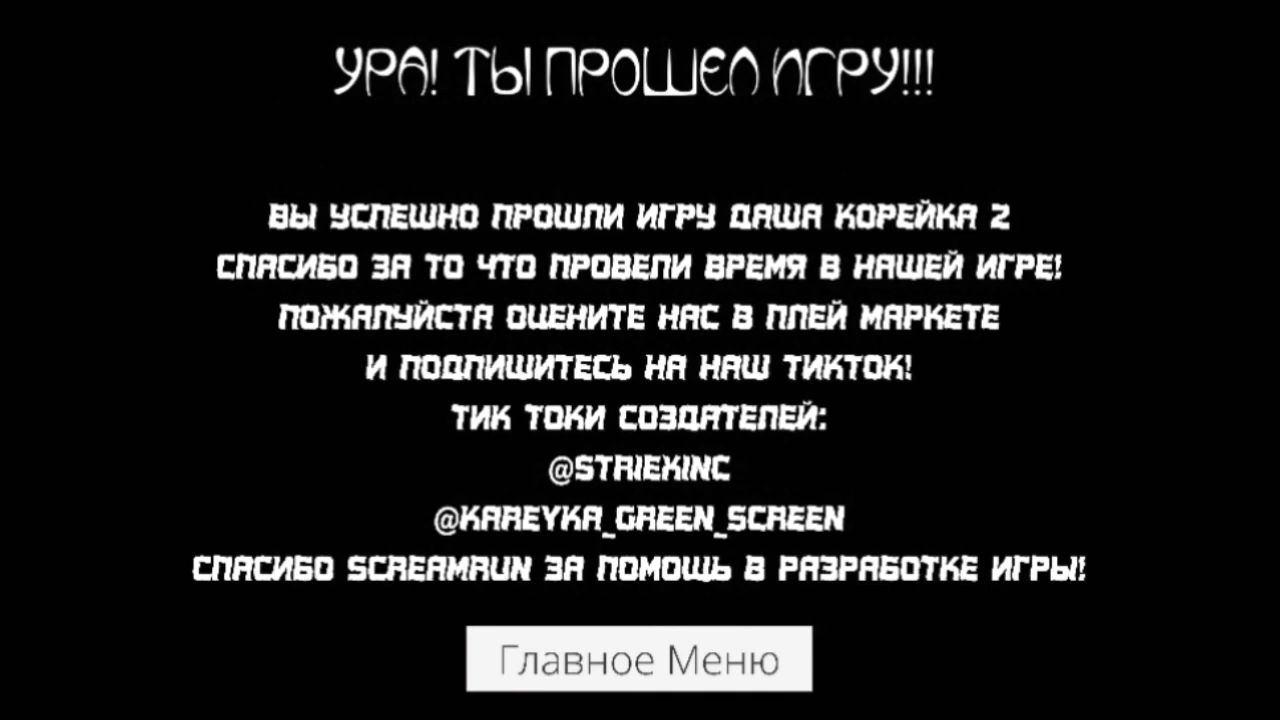 УРА! ТЫ ПРОШЕЛ ИГРУ!!!
ВЫ УСПЕШНО ПРОШЛИ ИГРУ ДАША КОРЕЙКА 2
СПАСИБО ЗА ТО ЧТО ПРОВЕЛИ ВРЕМЯ В НАШЕЙ ИГРЕ!
ПОЖАЛУЙСТА ОЦЕНИТЕ НАС В ПЛЕЙ МАРКЕТЕ
И ПОДПИШИТЕСЬ НА НАШ ТИКТОК!
ТИК ТОКИ СОЗДАТЕЛЕЙ:
@STRIEXINC
@KAREYKA_GREEN_SCREEN
СПАСИБО SCREAMRUN ЗА ПОМОЩЬ В РАЗРАБОТКЕ ИГРЫ!
Главное Меню